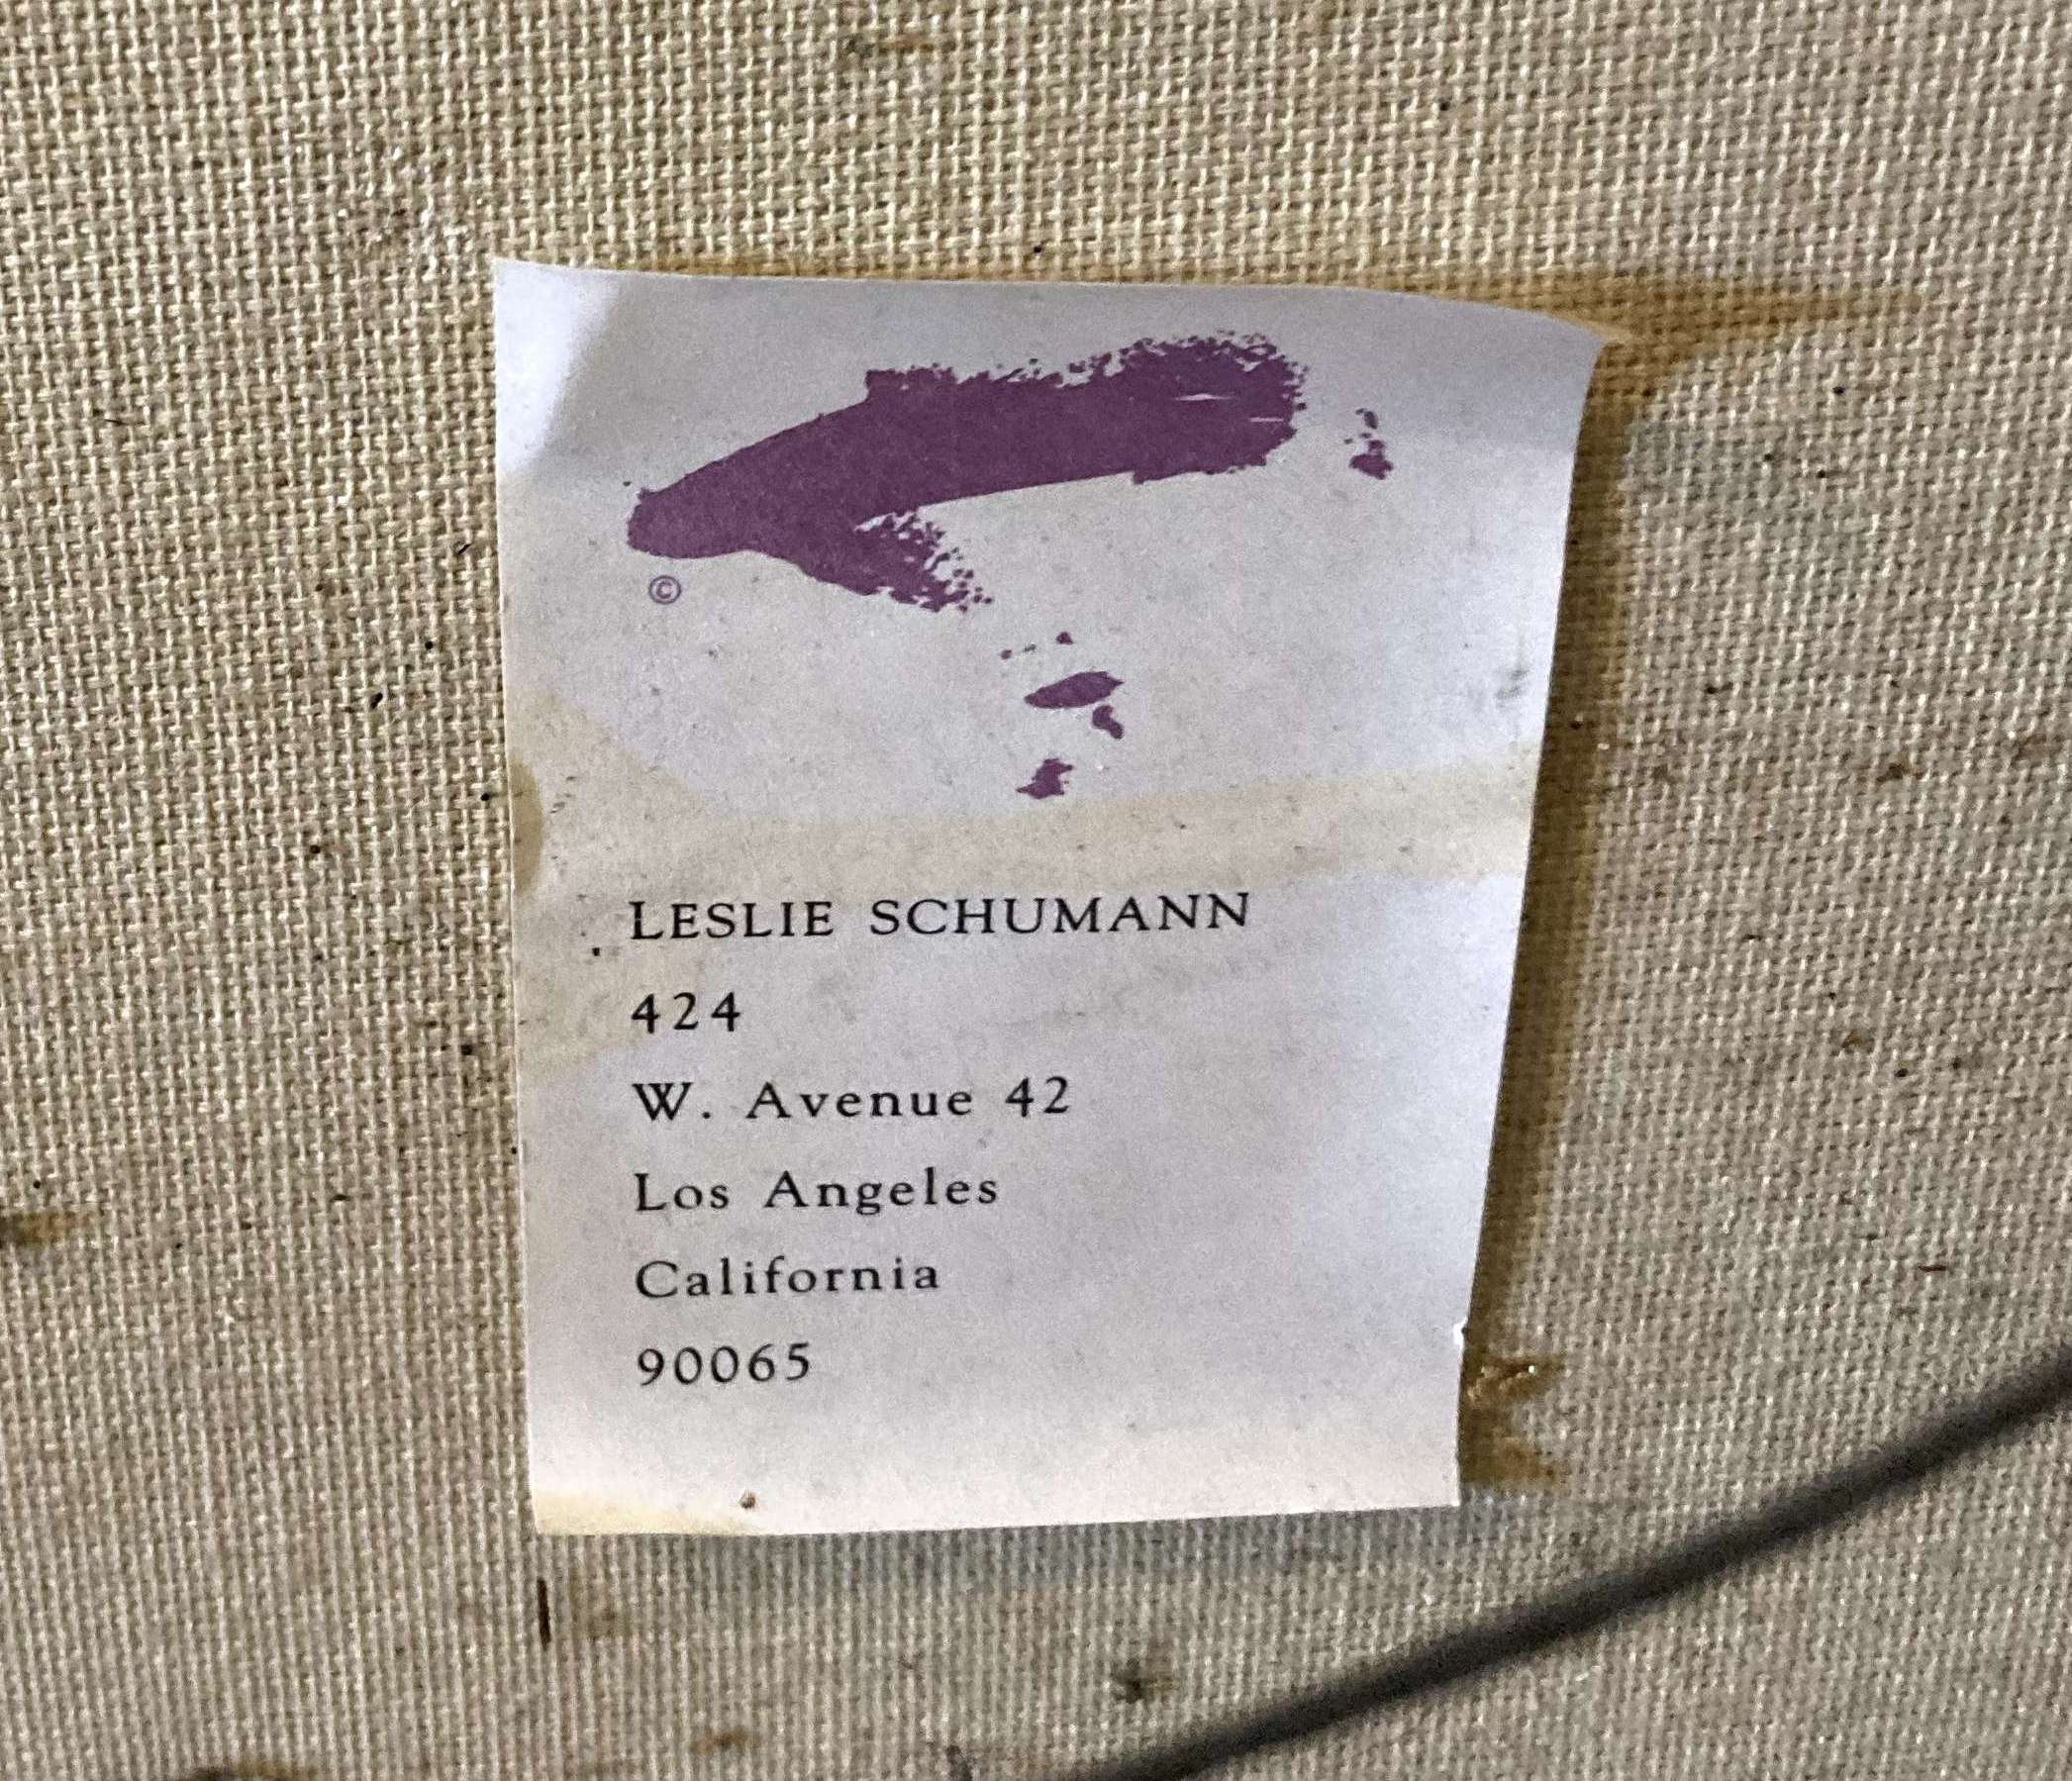 ©
LESLIE SCHUMANN
424
W. Avenue 42
Los Angeles
California
90065